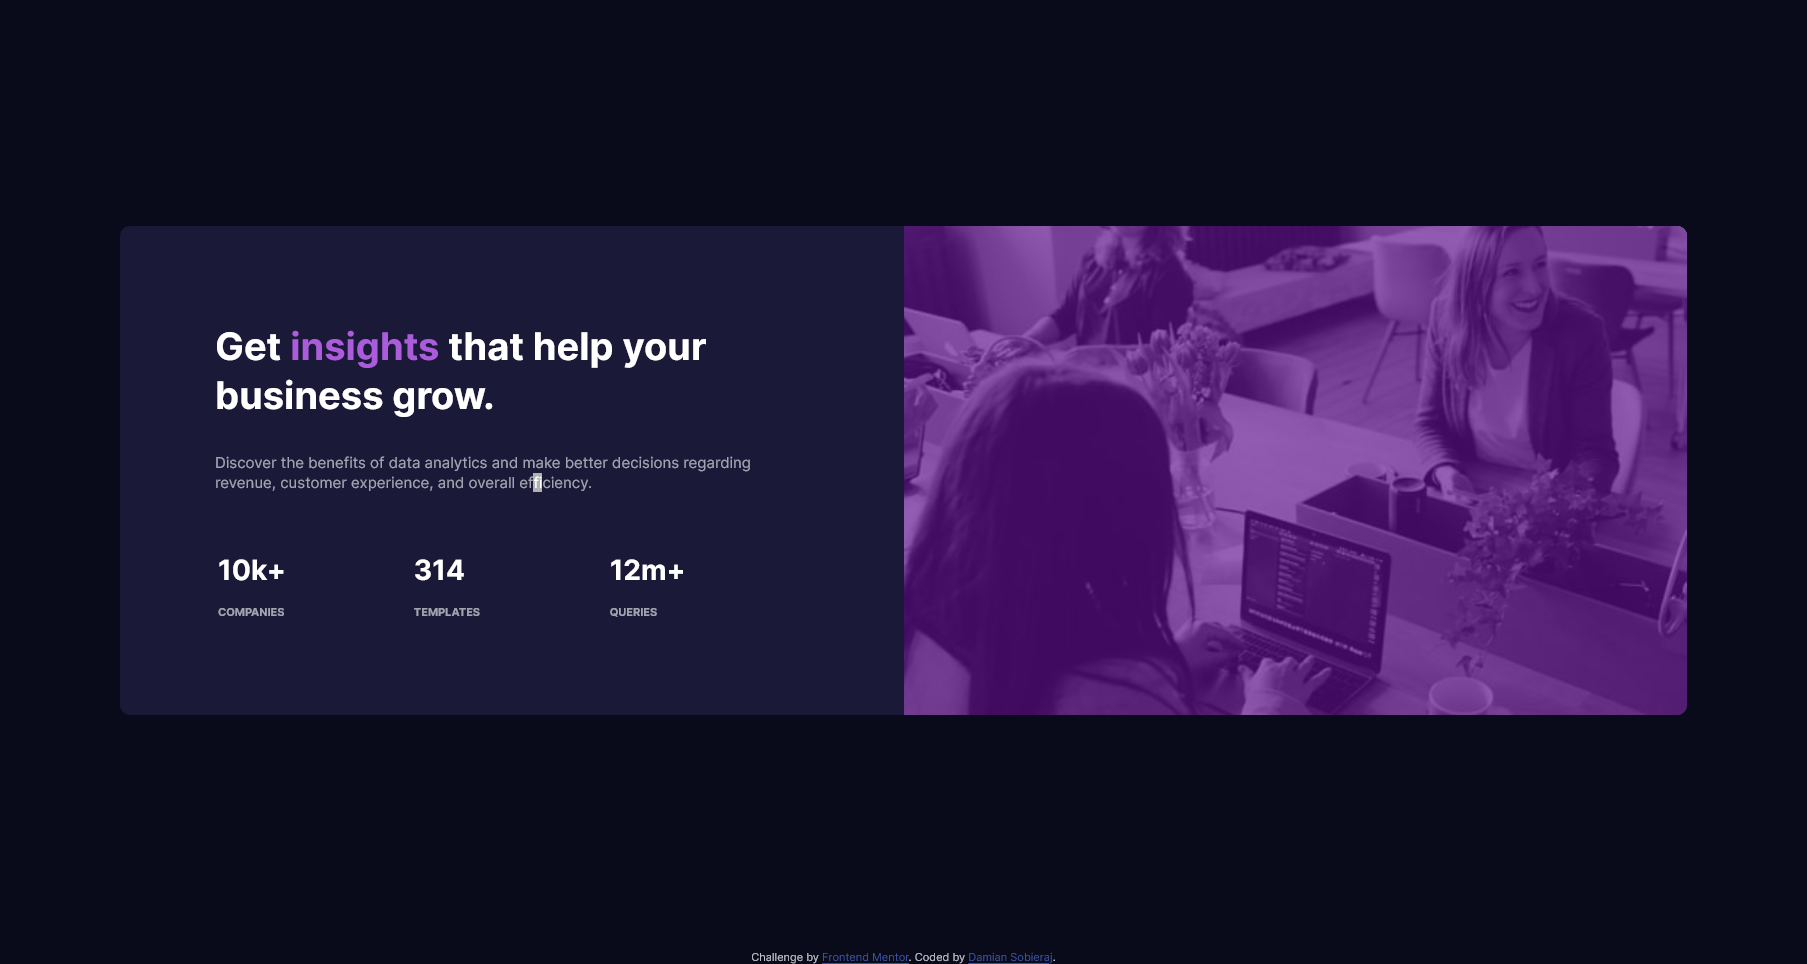 Get insights that help your
business grow.
Discover the benefits of data analytics and make better decisions regarding
revenue, customer experience, and overall efficiency.
10k+ 314 12m+
COMPANIES TEMPLATES QUERIES
Challenge by Frontend Mentor. Coded by Damian Sobieraj.